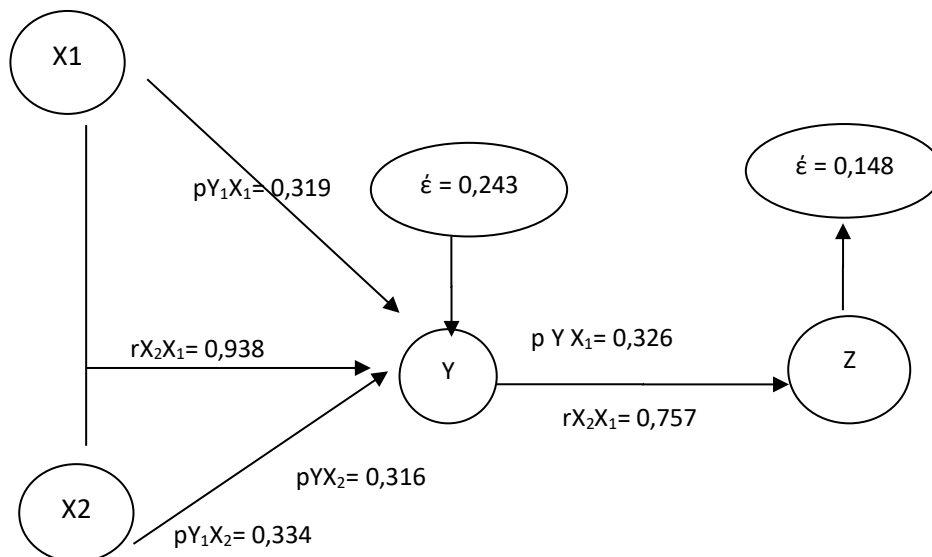 X1
pY₁X₁= 0,319
έ = 0,243
έ = 0,148
rX₂X₁= 0,938
Y
p Y X₁= 0,326
Z
rX₂X₁= 0,757
X2
pYX₂= 0,316
pY₁X₂= 0,334